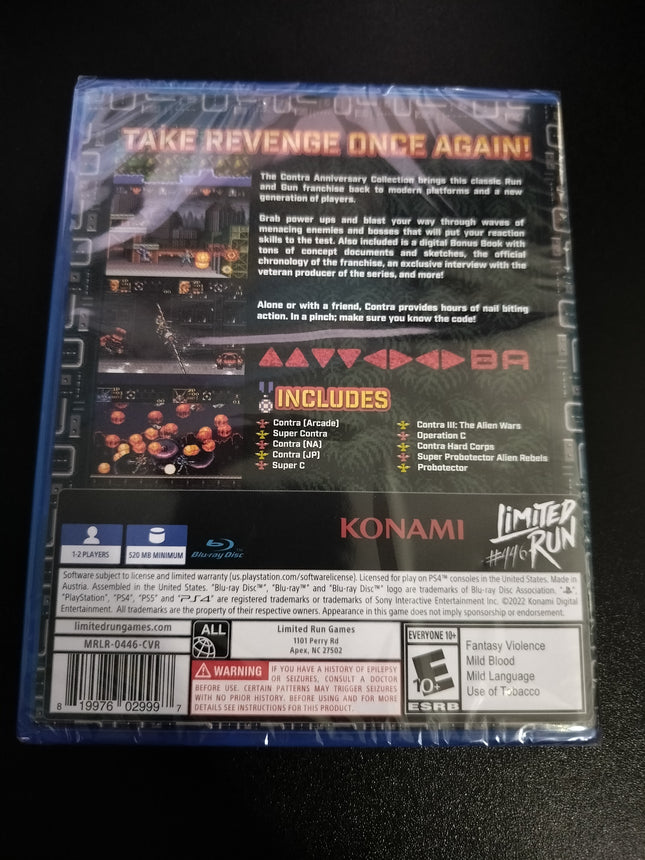 TAKE REVENGE ONCE AGAIN!
The Contra Anniversary Collection brings this classic Run
and Gun franchise back to modern platforms and a new
generation of players.
Grab power ups and blast your way through waves of
menacing enemies and bosses that will put your reaction
skills to the test. Also included is a digital Bonus Book with
tons of concept documents and sketches, the official
chronology of the franchise, an exclusive interview with the
veteran producer of the series, and more!
Alone or with a friend, Contra provides hours of nail biting
action. In a pinch; make sure you know the code!
BA
INCLUDES
Contra (Arcade)
Super Contra
Contra (NA)
Contra (JP)
Super C
Contra III: The Alien Wars
Operation C
Contra Hard Corps
Super Probotector Alien Rebels
Probotector
1-2 PLAYERS
520 MB MINIMUM
Blu-ray Disc
KONAMI
LIMITED
RUN
#446
Software subject to license and limited warranty (us.playstation.com/softwarelicense). Licensed for play on PS4™ consoles in the United States. Made in
Austria. Assembled in the United States. "Blu-ray Disc™", "Blu-ray™" and "Blu-ray Disc™" logo are trademarks of Blu-ray Disc Association. "
"PlayStation", "PS4", "PS5" and "PS4" are registered trademarks or trademarks of Sony Interactive Entertainment Inc. ©2022 Konami Digital
Entertainment. All trademarks are the property of their respective owners. Appearance in this game does not imply sponsorship or endorsement.
limitedrungames.com
MRLR-0446-CVR
8 19976 02999 7
ALL
Limited Run Games
1101 Perry Rd
Apex, NC 27502
WARNING
IF YOU HAVE A HISTORY OF EPILEPSY
OR SEIZURES, CONSULT A DOCTOR
BEFORE USE. CERTAIN PATTERNS MAY TRIGGER SEIZURES
WITH NO PRIOR HISTORY. BEFORE USING AND FOR MORE
DETAILS SEE INSTRUCTIONS FOR THIS PRODUCT.
EVERYONE 10+
E
10+
ESRB
Fantasy Violence
Mild Blood
Mild Language
Use of Tobacco